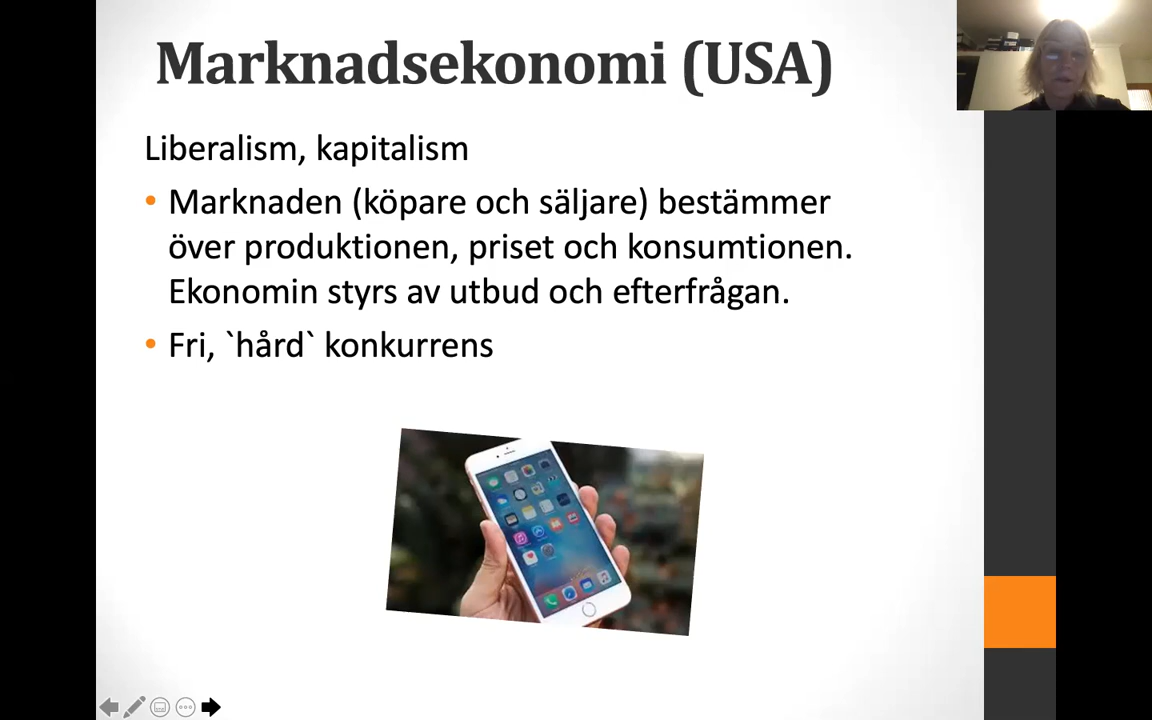 Marknadsekonomi (USA)
Liberalism, kapitalism
• Marknaden (köpare och säljare) bestämmer
över produktionen, priset och konsumtionen.
Ekonomin styrs av utbud och efterfrågan.
• Fri, `hård` konkurrens